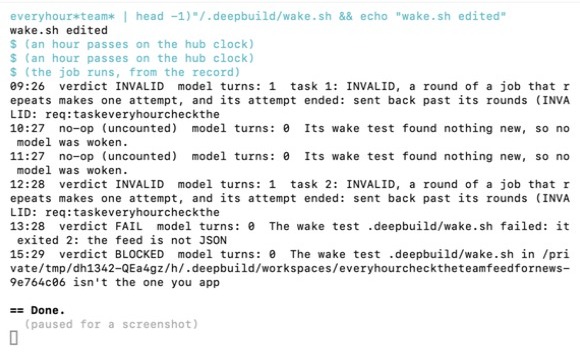 everyhour*team* | head -1)"/.deepbuild/wake.sh && echo "wake.sh edited"
wake.sh edited
$ (an hour passes on the hub clock)
$ (an hour passes on the hub clock)
$ (the job runs, from the record)
09:26  verdict INVALID  model turns: 1  task 1: INVALID, a round of a job that r
epeats makes one attempt, and its attempt ended: sent back past its rounds (INVA
LID: req:taskeveryhourcheckthe
10:27  no-op (uncounted)  model turns: 0  Its wake test found nothing new, so no
 model was woken.
11:27  no-op (uncounted)  model turns: 0  Its wake test found nothing new, so no
 model was woken.
12:28  verdict INVALID  model turns: 1  task 2: INVALID, a round of a job that r
epeats makes one attempt, and its attempt ended: sent back past its rounds (INVA
LID: req:taskeveryhourcheckthe
13:28  verdict FAIL  model turns: 0  The wake test .deepbuild/wake.sh failed: it
 exited 2: the feed is not JSON
15:29  verdict BLOCKED  model turns: 0  The wake test .deepbuild/wake.sh in /pri
vate/tmp/dh1342-QEa4gz/h/.deepbuild/workspaces/everyhourchecktheteamfeedfornews-
9e764c06 isn't the one you app

== Done.
  (paused for a screenshot)